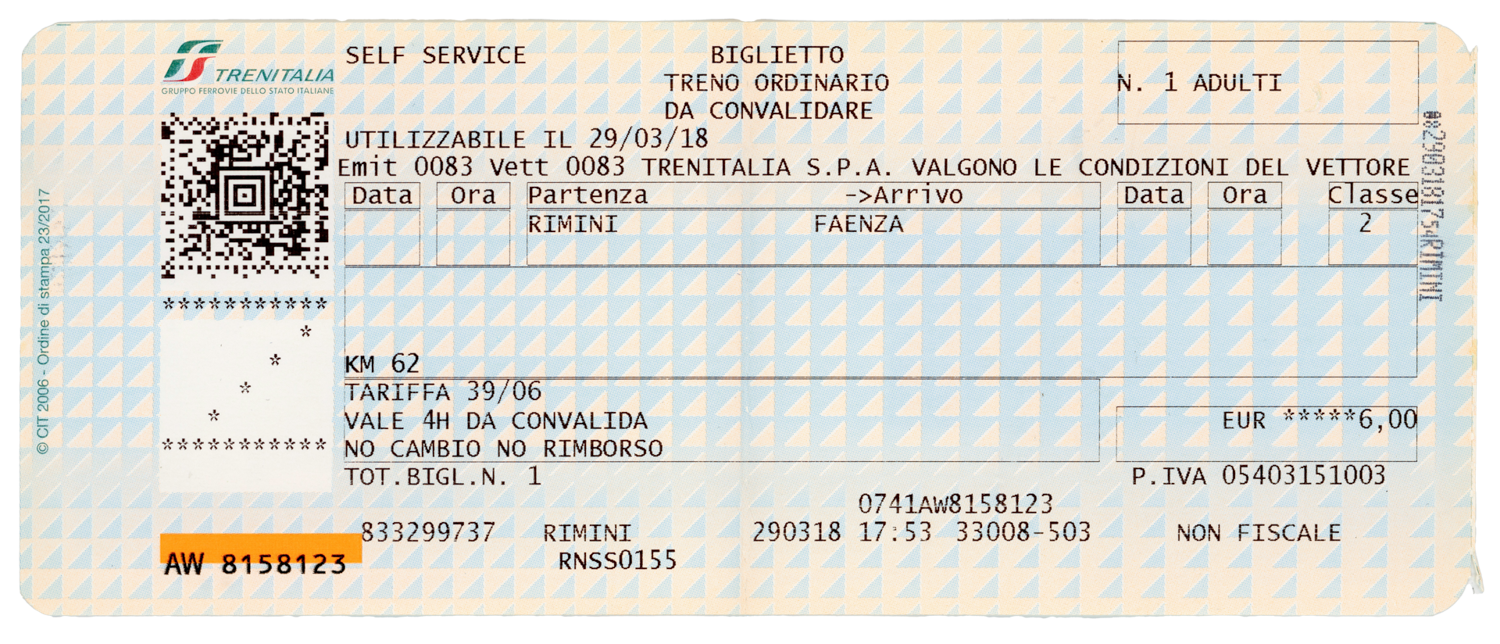 TRENITALIA
GRUPPO FERROVIE DELLO STATO ITALIANE
SELF SERVICE BIGLIETTO
TRENO ORDINARIO
DA CONVALIDARE
N. 1 ADULTI
UTILIZZABILE IL 29/03/18
Emit 0083 Vett 0083 TRENITALIA S.P.A. VALGONO LE CONDIZIONI DEL VETTORE
Data Ora Partenza ->Arrivo Data Ora Classe
RIMINI FAENZA 2
***********
*
*
*
*
***********
KM 62
TARIFFA 39/06
VALE 4H DA CONVALIDA
NO CAMBIO NO RIMBORSO
EUR *****6,00
TOT.BIGL.N. 1 P.IVA 05403151003
0741AW8158123
833299737 RIMINI 290318 17:53 33008-503 NON FISCALE
AW 8158123 RNSS0155
© CIT 2006 - Ordine di stampa 23/2017